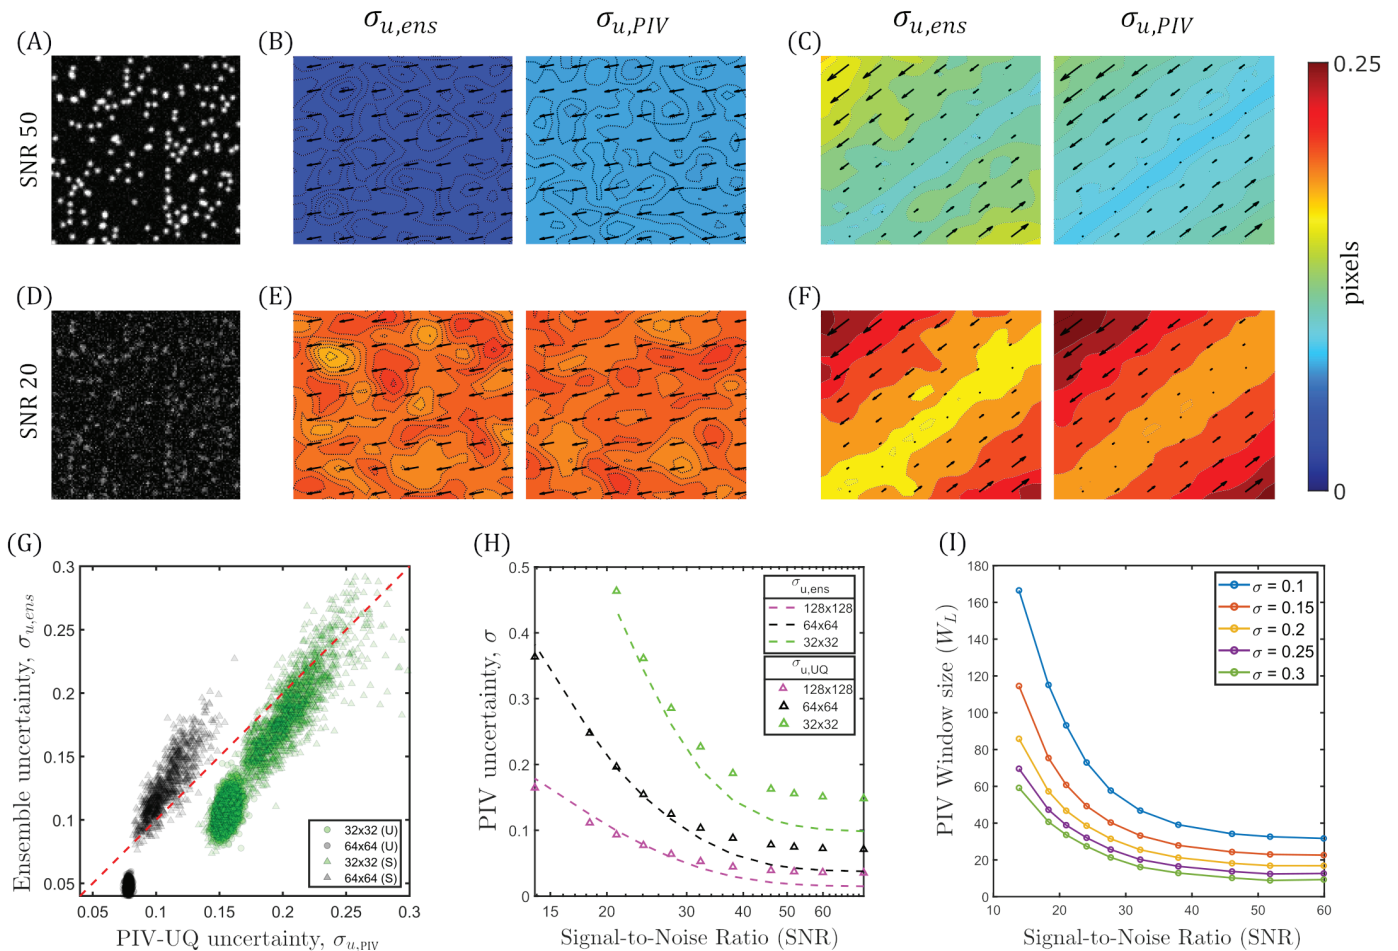 σu,ens σu,PIV σu,ens σu,PIV
(A) (B) (C)
SNR 50
0.25
pixels
0
(D) (E) (F)
SNR 20
(G)
Ensemble uncertainty, σu,ens
0.3
0.25
0.2
0.15
0.1
0.05
0.05 0.1 0.15 0.2 0.25 0.3
PIV-UQ uncertainty, σu,PIV
32x32 (U)
64x64 (U)
32x32 (S)
64x64 (S)
(H)
PIV uncertainty, σ
0.5
0.4
0.3
0.2
0.1
0
15 20 30 40 50 60
Signal-to-Noise Ratio (SNR)
σu,ens
128x128
64x64
32x32
σu,UQ
128x128
64x64
32x32
(I)
PIV Window size (WL)
180
160
140
120
100
80
60
40
20
0
10 20 30 40 50 60
Signal-to-Noise Ratio (SNR)
σ = 0.1
σ = 0.15
σ = 0.2
σ = 0.25
σ = 0.3